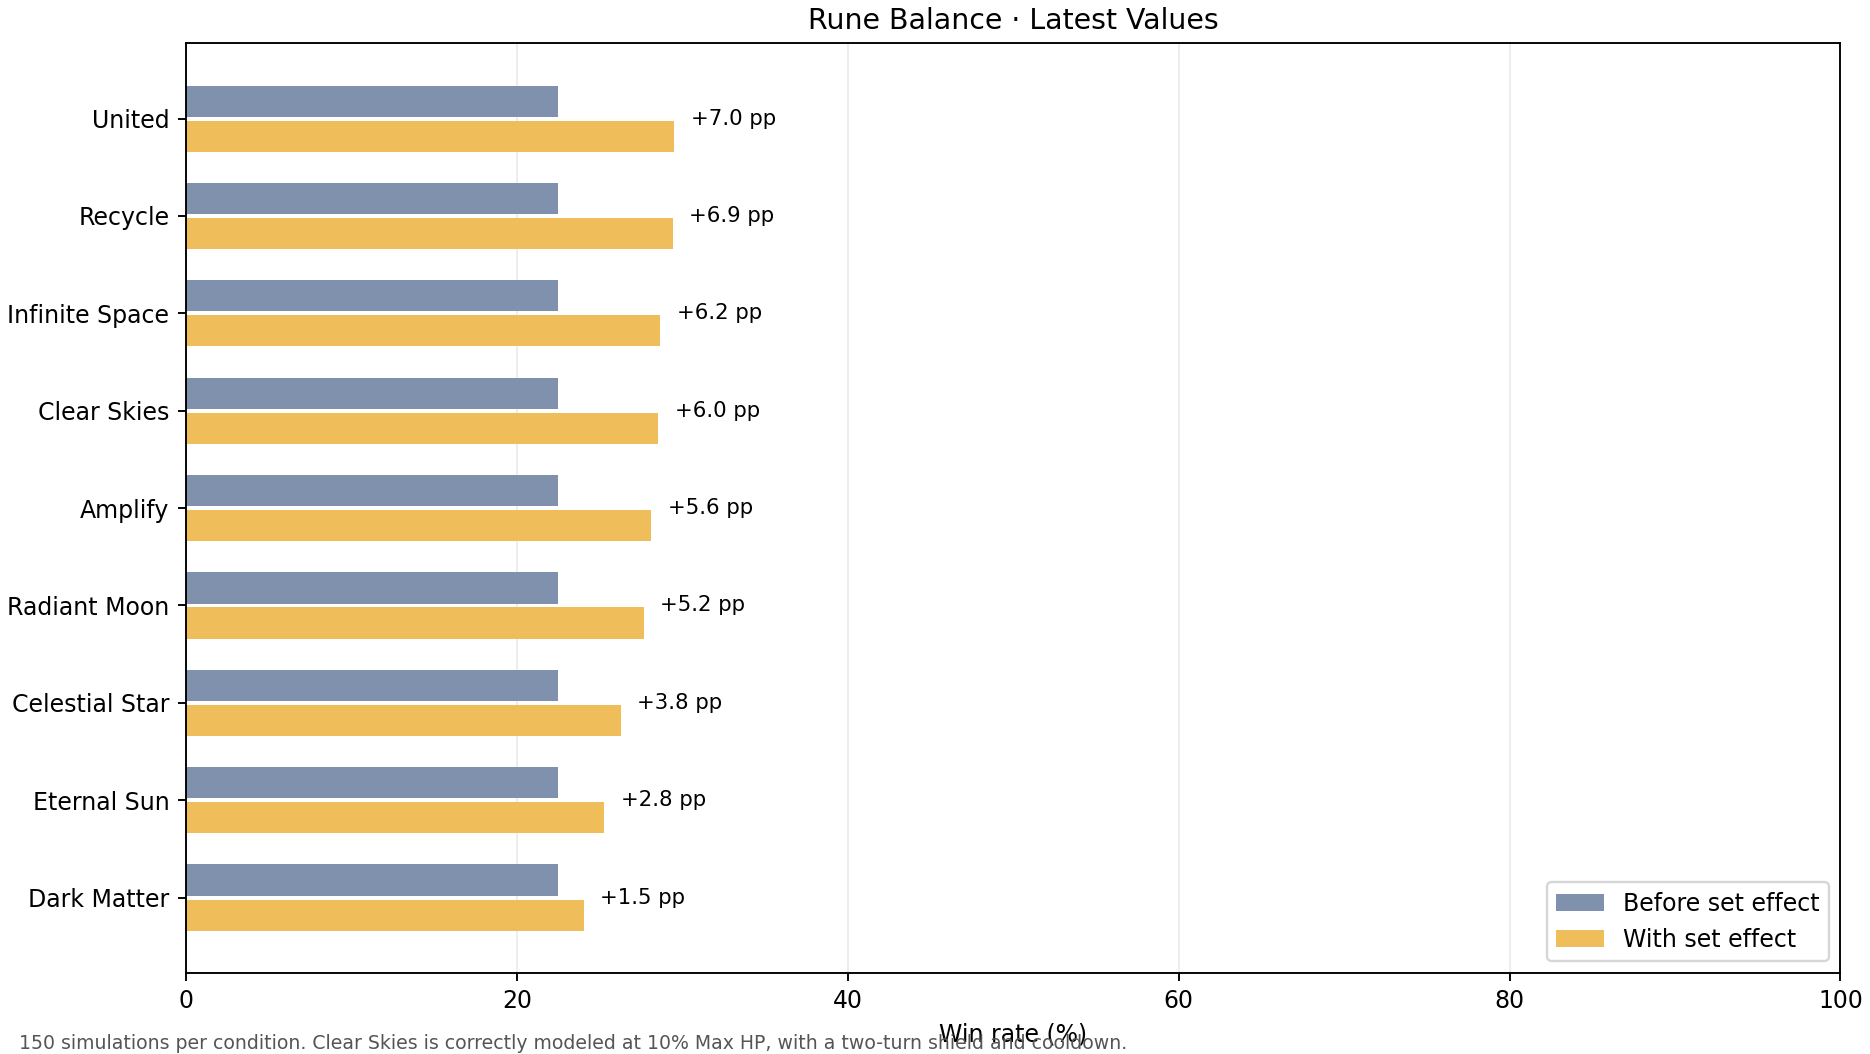 Rune Balance · Latest Values
United
+7.0 pp
Recycle
+6.9 pp
Infinite Space
+6.2 pp
Clear Skies
+6.0 pp
Amplify
+5.6 pp
Radiant Moon
+5.2 pp
Celestial Star
+3.8 pp
Eternal Sun
+2.8 pp
Dark Matter
+1.5 pp
Before set effect
With set effect
0 20 40 60 80 100
Win rate (%)
150 simulations per condition. Clear Skies is correctly modeled at 10% Max HP, with a two-turn shield and cooldown.